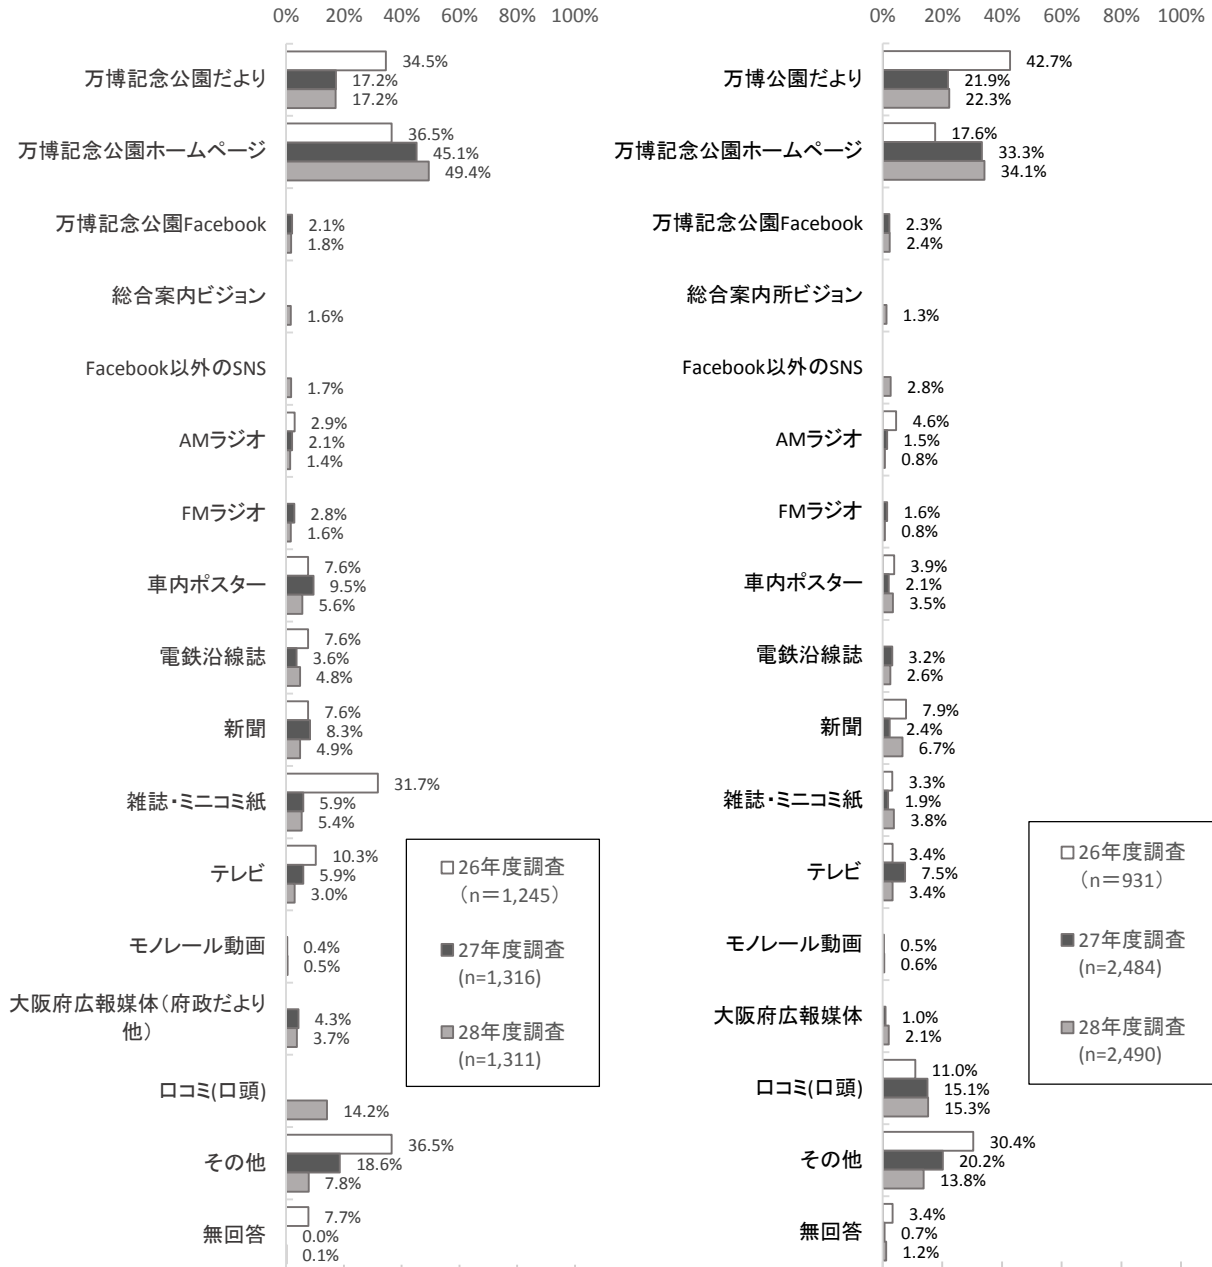 0% 20% 40% 60% 80% 100%
万博記念公園だより
34.5%
17.2%
17.2%
万博記念公園ホームページ
36.5%
45.1%
49.4%
万博記念公園Facebook
2.1%
1.8%
総合案内ビジョン
1.6%
Facebook以外のSNS
1.7%
AMラジオ
2.9%
2.1%
1.4%
FMラジオ
2.8%
1.6%
車内ポスター
7.6%
9.5%
5.6%
電鉄沿線誌
7.6%
3.6%
4.8%
新聞
7.6%
8.3%
4.9%
雑誌・ミニコミ紙
31.7%
5.9%
5.4%
テレビ
10.3%
5.9%
3.0%
モノレール動画
0.4%
0.5%
大阪府広報媒体（府政だより
他）
4.3%
3.7%
口コミ(口頭)
14.2%
その他
36.5%
18.6%
7.8%
無回答
7.7%
0.0%
0.1%
26年度調査
（n＝1,245）
27年度調査
(n=1,316)
28年度調査
(n=1,311)
0% 20% 40% 60% 80% 100%
万博公園だより
42.7%
21.9%
22.3%
万博記念公園ホームページ
17.6%
33.3%
34.1%
万博記念公園Facebook
2.3%
2.4%
総合案内所ビジョン
1.3%
Facebook以外のSNS
2.8%
AMラジオ
4.6%
1.5%
0.8%
FMラジオ
1.6%
0.8%
車内ポスター
3.9%
2.1%
3.5%
電鉄沿線誌
3.2%
2.6%
新聞
7.9%
2.4%
6.7%
雑誌・ミニコミ紙
3.3%
1.9%
3.8%
テレビ
3.4%
7.5%
3.4%
モノレール動画
0.5%
0.6%
大阪府広報媒体
1.0%
2.1%
口コミ(口頭)
11.0%
15.1%
15.3%
その他
30.4%
20.2%
13.8%
無回答
3.4%
0.7%
1.2%
26年度調査
（n＝931）
27年度調査
(n=2,484)
28年度調査
(n=2,490)